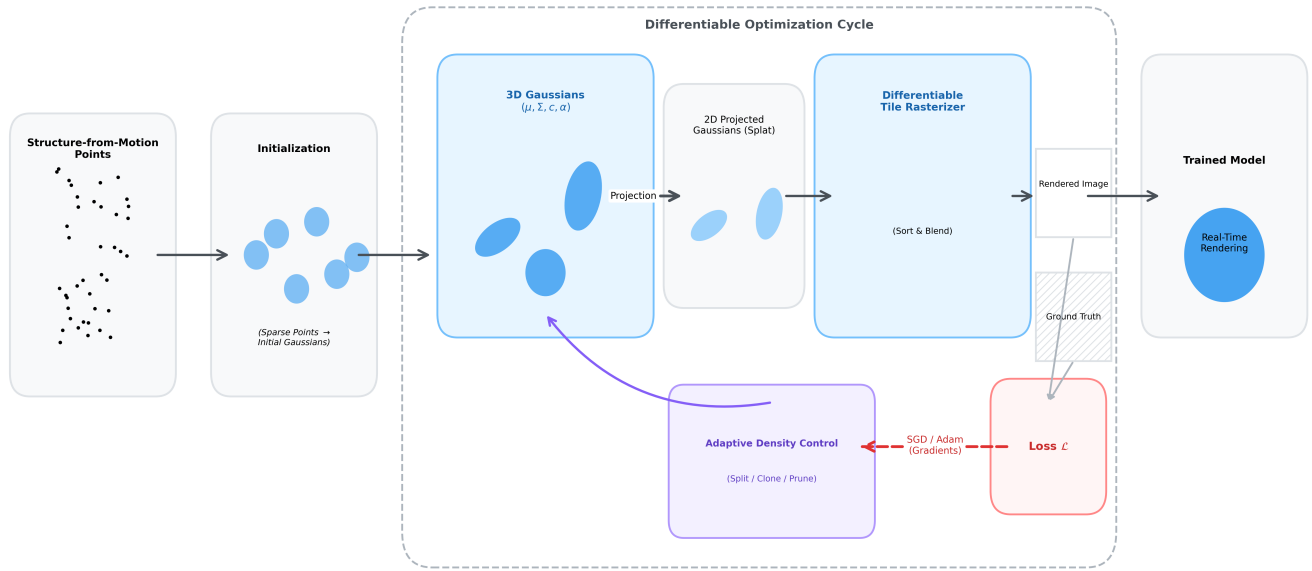 Differentiable Optimization Cycle
Structure-from-Motion
Points
Initialization
(Sparse Points →
Initial Gaussians)
3D Gaussians
(μ, Σ, c, α)
Projection
2D Projected
Gaussians (Splat)
Differentiable
Tile Rasterizer
(Sort & Blend)
Rendered Image
Ground Truth
Trained Model
Real-Time
Rendering
Adaptive Density Control
(Split / Clone / Prune)
SGD / Adam
(Gradients)
Loss ℒ